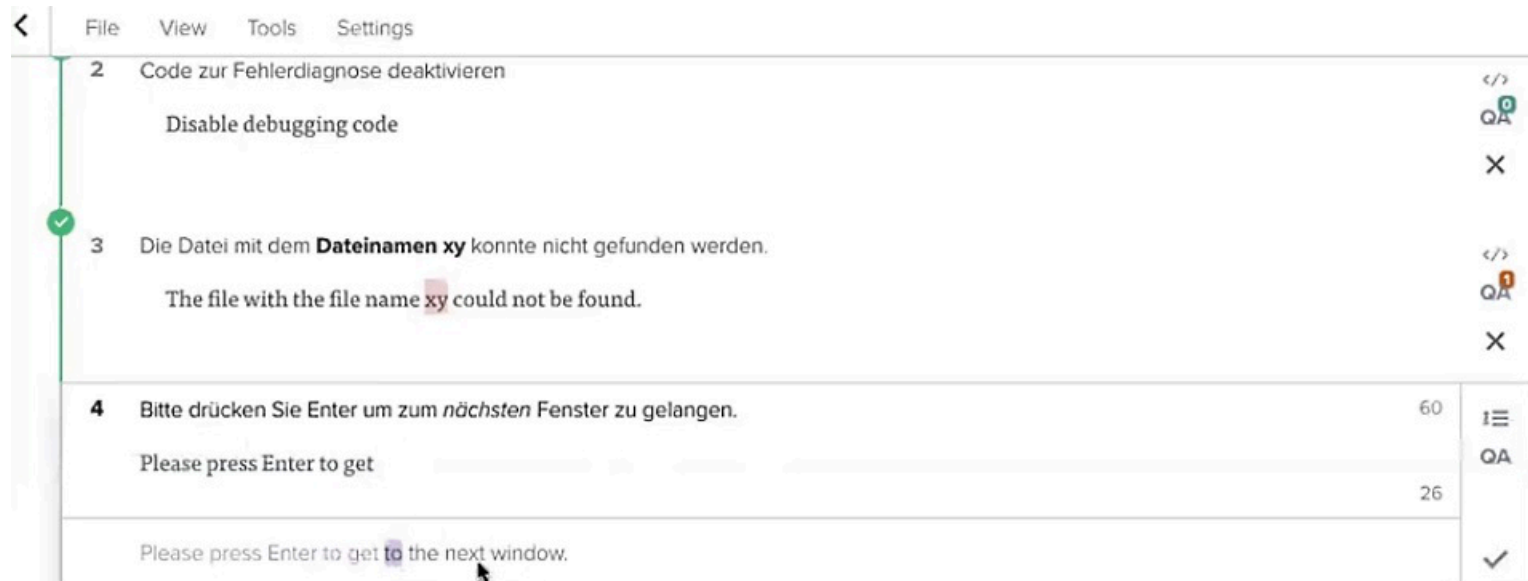 File View Tools Settings
2 Code zur Fehlerdiagnose deaktivieren
Disable debugging code
</>
QA 0
3 Die Datei mit dem Dateinamen xy konnte nicht gefunden werden.
The file with the file name xy could not be found.
</>
QA 1
4 Bitte drücken Sie Enter um zum nächsten Fenster zu gelangen. 60
Please press Enter to get
QA
26
Please press Enter to get to the next window.